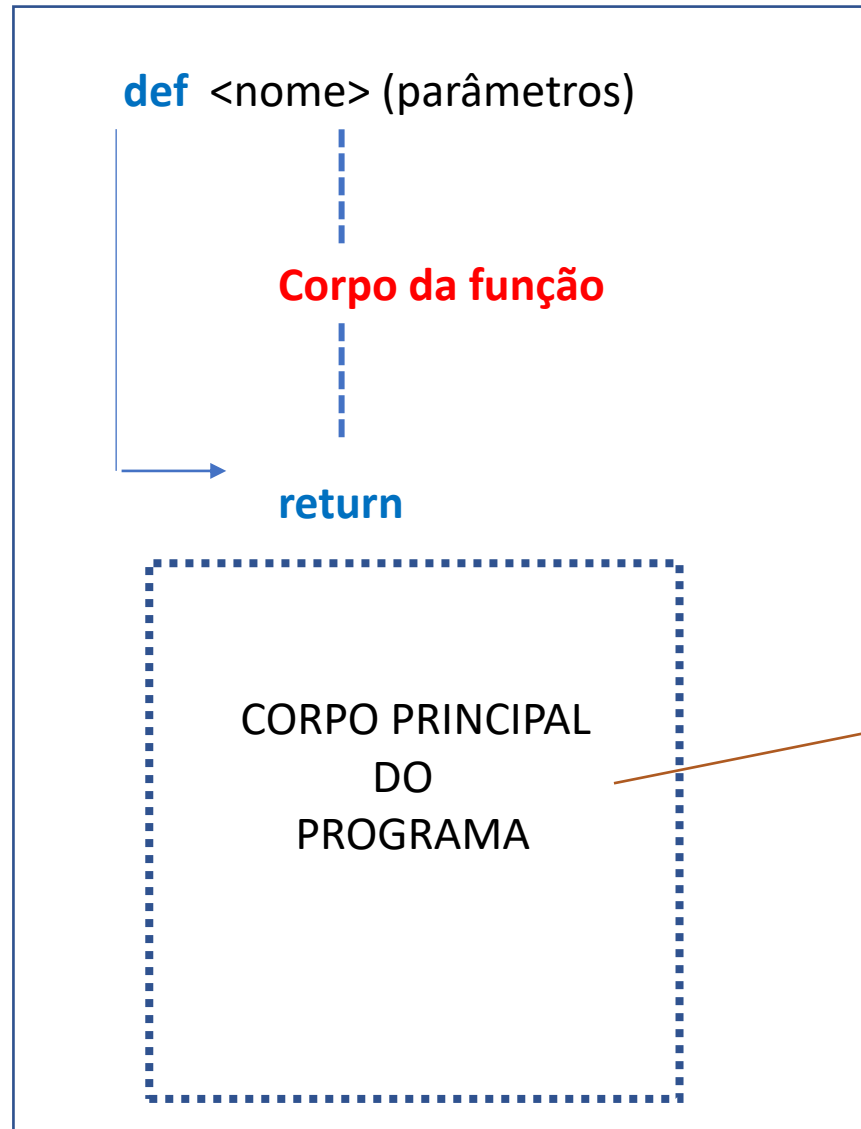 def <nome> (parâmetros)
Corpo da função
return
CORPO PRINCIPAL
DO
PROGRAMA